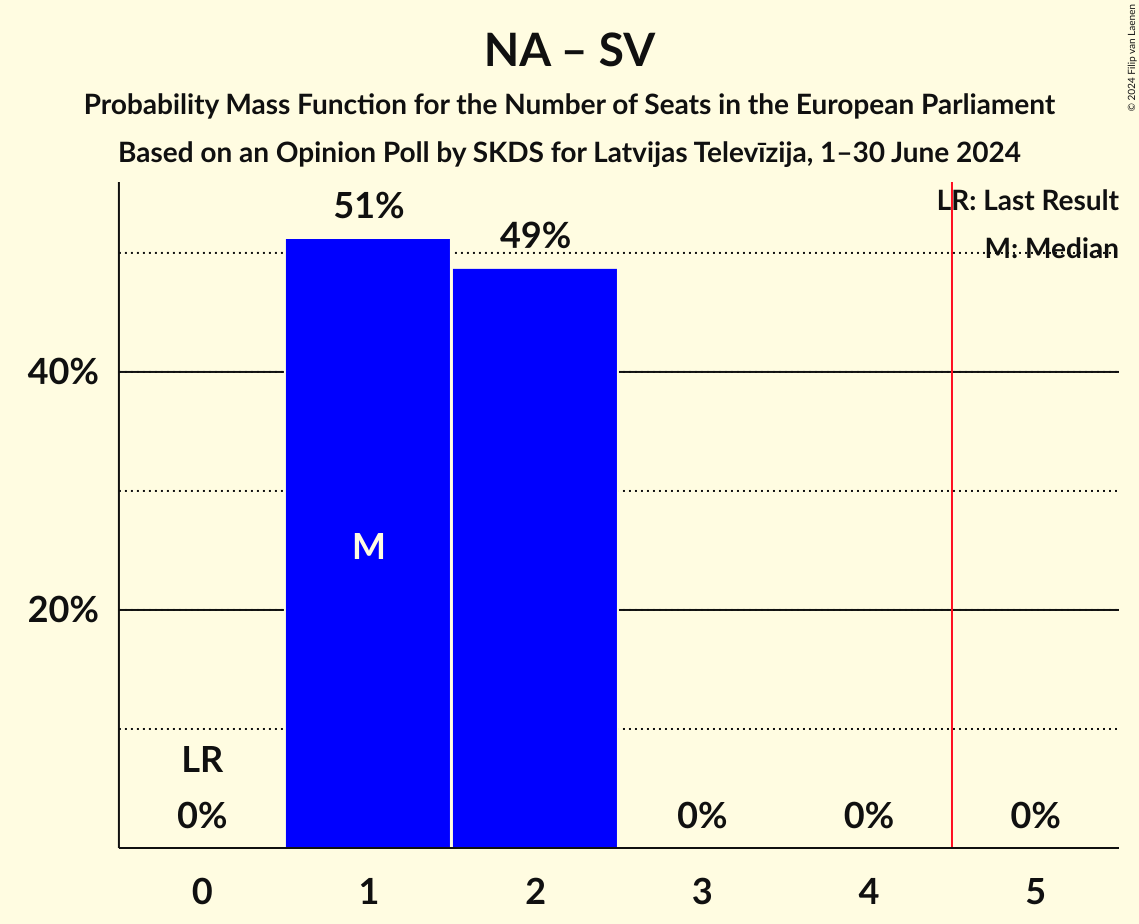 NA – SV
Probability Mass Function for the Number of Seats in the European Parliament
Based on an Opinion Poll by SKDS for Latvijas Televīzija, 1–30 June 2024
© 2024 Filip van Laenen
LR: Last Result
M: Median
51%
49%
40%
20%
M
LR
0%
0%
0%
0%
0
1
2
3
4
5